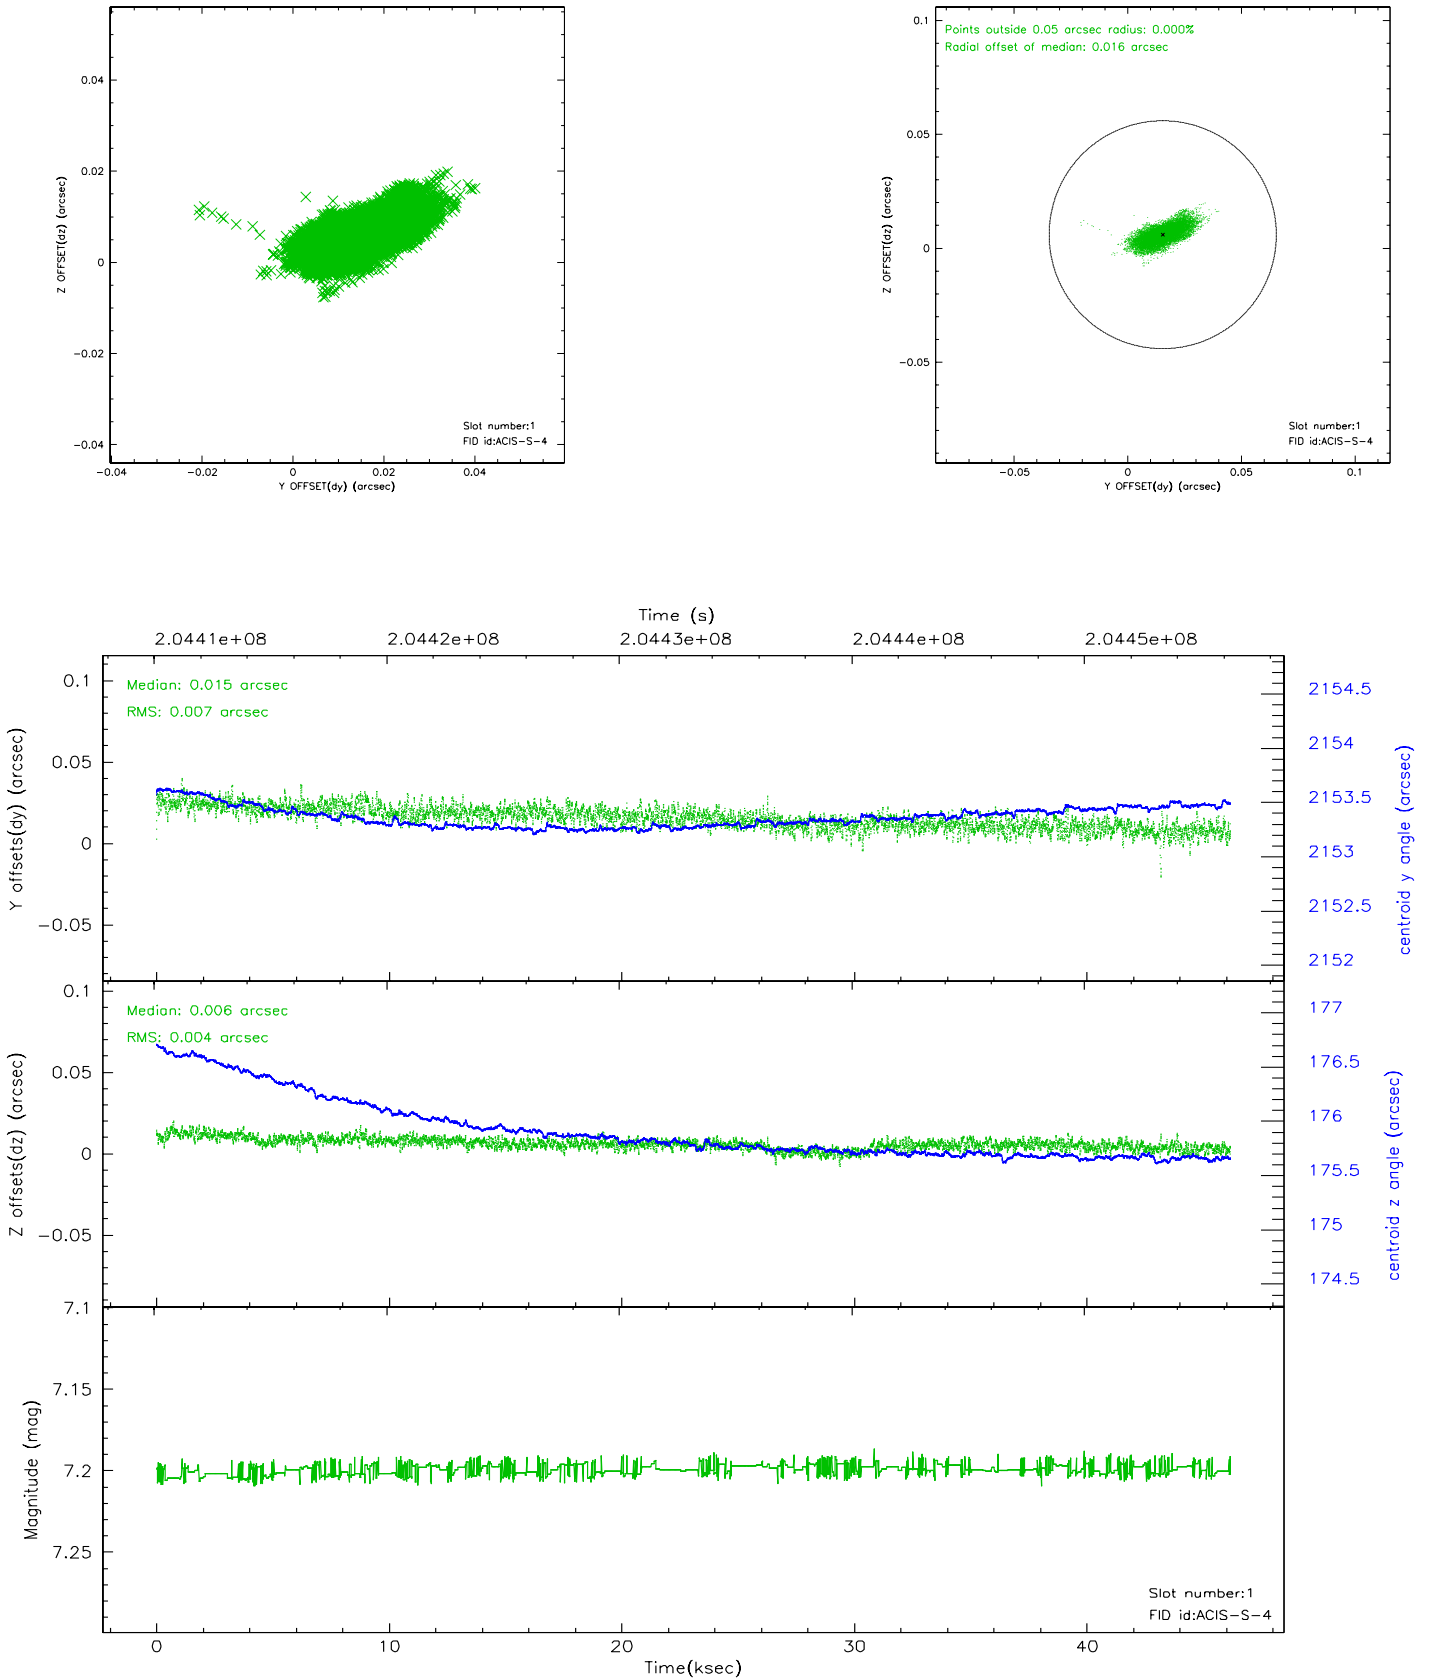 0.04
0.02
0
-0.02
-0.04
Z OFFSET(dz) (arcsec)
Slot number:1
FID id:ACIS-S-4
-0.04 -0.02 0 0.02 0.04
Y OFFSET(dy) (arcsec)
Points outside 0.05 arcsec radius: 0.000%
Radial offset of median: 0.016 arcsec
0.1
0.05
0
-0.05
Z OFFSET(dz) (arcsec)
Slot number:1
FID id:ACIS-S-4
-0.05 0 0.05 0.1
Y OFFSET(dy) (arcsec)
Time (s)
2.0441e+08 2.0442e+08 2.0443e+08 2.0444e+08 2.0445e+08
Median: 0.015 arcsec
RMS: 0.007 arcsec
0.1
0.05
0
-0.05
Y offsets(dy) (arcsec)
2154.5
2154
2153.5
2153
2152.5
2152
centroid y angle (arcsec)
Median: 0.006 arcsec
RMS: 0.004 arcsec
0.1
0.05
0
-0.05
Z offsets(dz) (arcsec)
177
176.5
176
175.5
175
174.5
centroid z angle (arcsec)
7.1
7.15
7.2
7.25
Magnitude (mag)
Slot number:1
FID id:ACIS-S-4
0 10 20 30 40
Time(ksec)